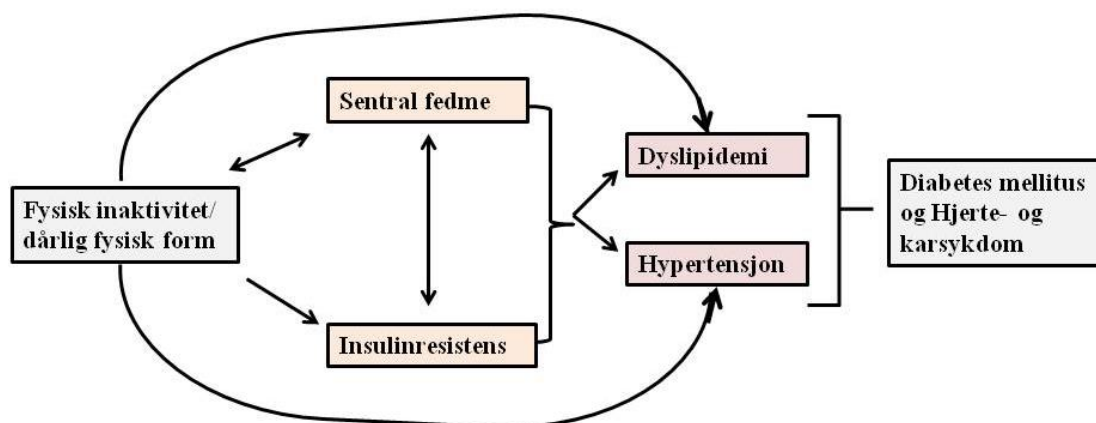 Sentral fedme
Dyslipidemi
Fysisk inaktivitet/
dårlig fysisk form
Diabetes mellitus
og Hjerte- og
karsykdom
Hypertensjon
Insulinresistens